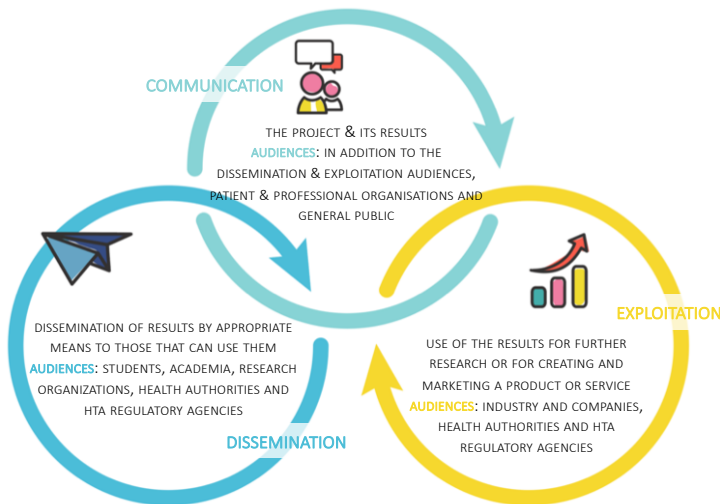 COMMUNICATION
THE PROJECT & ITS RESULTS
AUDIENCES: IN ADDITION TO THE
DISSEMINATION & EXPLOITATION AUDIENCES,
PATIENT & PROFESSIONAL ORGANISATIONS AND
GENERAL PUBLIC
DISSEMINATION OF RESULTS BY APPROPRIATE
MEANS TO THOSE THAT CAN USE THEM
AUDIENCES: STUDENTS, ACADEMIA, RESEARCH
ORGANIZATIONS, HEALTH AUTHORITIES AND
HTA REGULATORY AGENCIES
DISSEMINATION
EXPLOITATION
USE OF THE RESULTS FOR FURTHER
RESEARCH OR FOR CREATING AND
MARKETING A PRODUCT OR SERVICE
AUDIENCES: INDUSTRY AND COMPANIES,
HEALTH AUTHORITIES AND HTA
REGULATORY AGENCIES